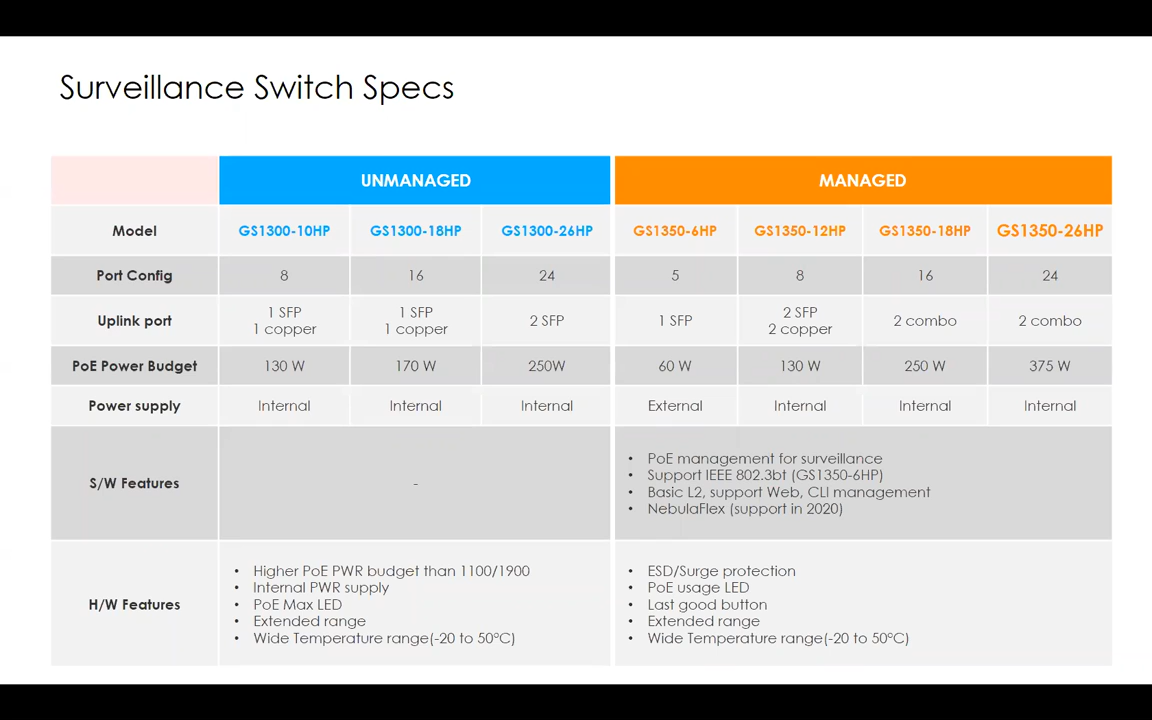 Surveillance Switch Specs
UNMANAGED
MANAGED
Model
GS1300-10HP
GS1300-18HP
GS1300-26HP
GS1350-6HP
GS1350-12HP
GS1350-18HP
GS1350-26HP
Port Config
8
16
24
5
8
16
24
Uplink port
1 SFP
1 copper
1 SFP
1 copper
2 SFP
1 SFP
2 SFP
2 copper
2 combo
2 combo
PoE Power Budget
130 W
170 W
250W
60 W
130 W
250 W
375 W
Power supply
Internal
Internal
Internal
External
Internal
Internal
Internal
S/W Features
-
• PoE management for surveillance
• Support IEEE 802.3bt (GS1350-6HP)
• Basic L2, support Web, CLI management
• NebulaFlex (support in 2020)
H/W Features
• Higher PoE PWR budget than 1100/1900
• Internal PWR supply
• PoE Max LED
• Extended range
• Wide Temperature range(-20 to 50°C)
• ESD/Surge protection
• PoE usage LED
• Last good button
• Extended range
• Wide Temperature range(-20 to 50°C)